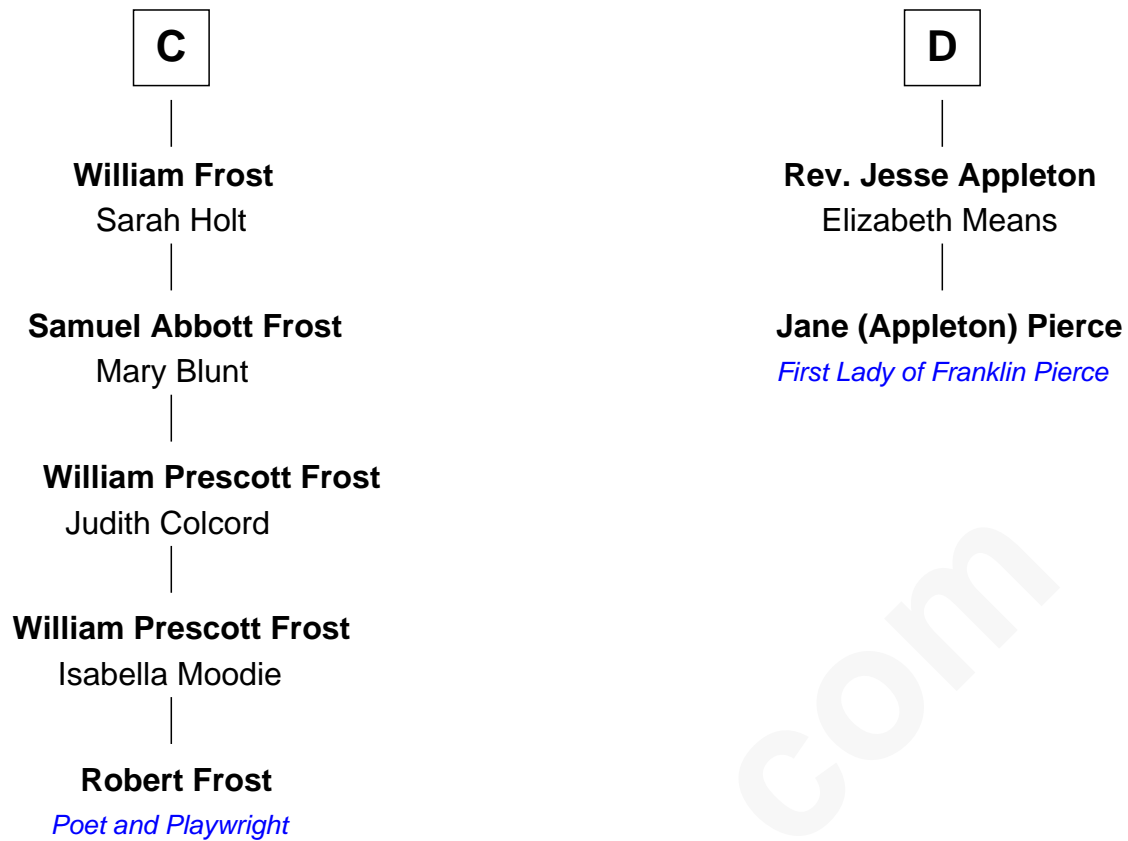 C
William Frost
Sarah Holt
Samuel Abbott Frost
Mary Blunt
William Prescott Frost
Judith Colcord
William Prescott Frost
Isabella Moodie
Robert Frost
Poet and Playwright
D
Rev. Jesse Appleton
Elizabeth Means
Jane (Appleton) Pierce
First Lady of Franklin Pierce
com